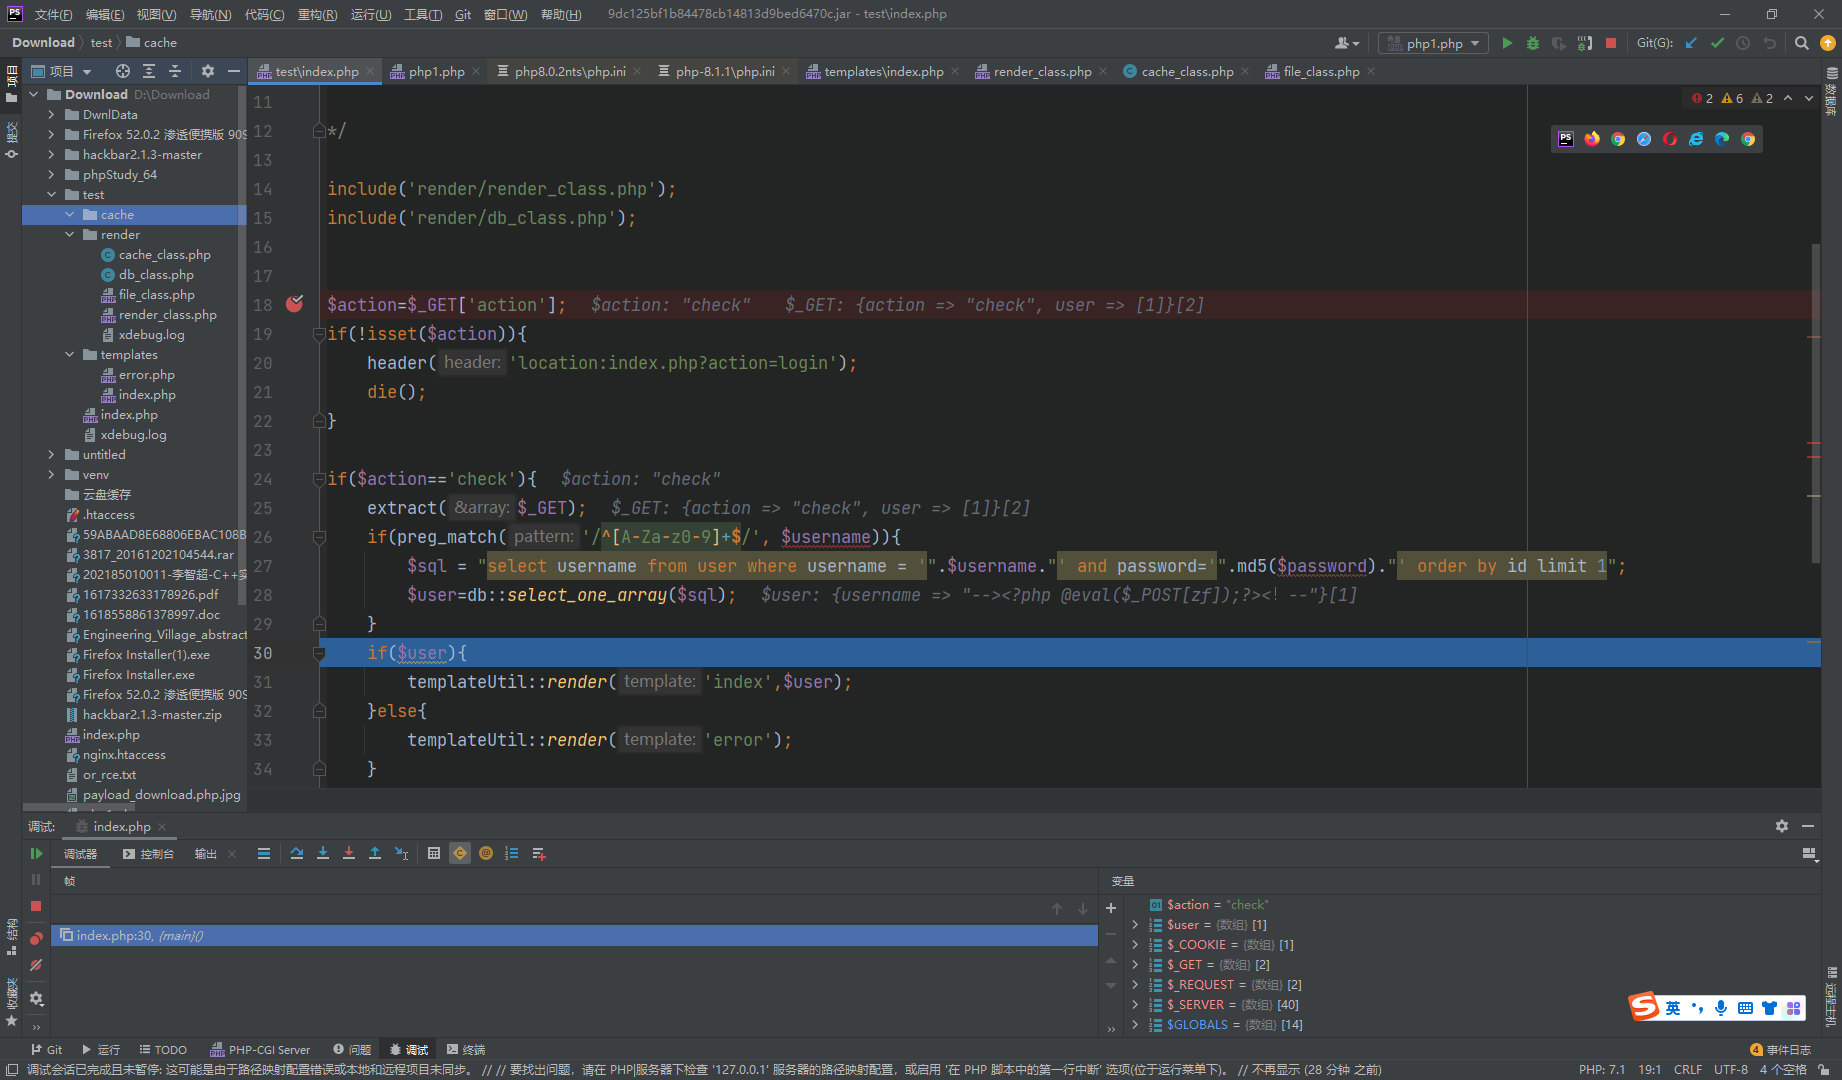 PS 文件(F) 编辑(E) 视图(V) 导航(N) 代码(C) 重构(R) 运行(U) 工具(T) Git 窗口(W) 帮助(H) 9dc125bf1b84478cb14813d9bed6470c.jar - test\index.php
Download test cache php1.php Git(G):
项目 test\index.php php1.php php8.0.2nts\php.ini php-8.1.1\php.ini templates\index.php render_class.php cache_class.php file_class.php
项目
提交
结构
收藏夹
数据库
远程主机
Download D:\Download
DwnlData
Firefox 52.0.2 渗透便携版 90S
hackbar2.1.3-master
phpStudy_64
test
cache
render
cache_class.php
db_class.php
file_class.php
render_class.php
xdebug.log
templates
error.php
index.php
index.php
xdebug.log
untitled
venv
云盘缓存
.htaccess
59ABAAD8E68806EBAC108B
3817_20161202104544.rar
202185010011-李智超-C++实
1617332633178926.pdf
1618558861378997.doc
Engineering_Village_abstract
Firefox Installer(1).exe
Firefox Installer.exe
Firefox 52.0.2 渗透便携版 90S
hackbar2.1.3-master.zip
index.php
nginx.htaccess
or_rce.txt
payload_download.php.jpg
2 6 2
11
12 */
13
14 include('render/render_class.php');
15 include('render/db_class.php');
16
17
18 $action=$_GET['action']; $action: "check" $_GET: {action => "check", user => [1]}[2]
19 if(!isset($action)){
20 header( header: 'location:index.php?action=login');
21 die();
22 }
23
24 if($action=='check'){ $action: "check"
25 extract( &array: $_GET); $_GET: {action => "check", user => [1]}[2]
26 if(preg_match( pattern: '/^[A-Za-z0-9]+$/', $username)){
27 $sql = "select username from user where username = '".$username."' and password='".md5($password)."' order by id limit 1";
28 $user=db::select_one_array($sql); $user: {username => "--><?php @eval($_POST[zf]);?><! --"}[1]
29 }
30 if($user){
31 templateUtil::render( template: 'index',$user);
32 }else{
33 templateUtil::render( template: 'error');
34 }
调试: index.php
调试器 控制台 输出
帧 变量
index.php:30, {main}()
$action = "check"
$user = {数组} [1]
$_COOKIE = {数组} [1]
$_GET = {数组} [2]
$_REQUEST = {数组} [2]
$_SERVER = {数组} [40]
$GLOBALS = {数组} [14]
S 英
Git 运行 TODO PHP-CGI Server 问题 调试 终端 4 事件日志
调试会话已完成且未暂停: 这可能是由于路径映射配置错误或本地和远程项目未同步。 // // 要找出问题，请在 PHP|服务器下检查 '127.0.0.1' 服务器的路径映射配置，或启用 '在 PHP 脚本中的第一行中断' 选项(位于运行菜单下)。 // 不再显示 (28 分钟 之前) PHP: 7.1 19:1 CRLF UTF-8 4 个空格